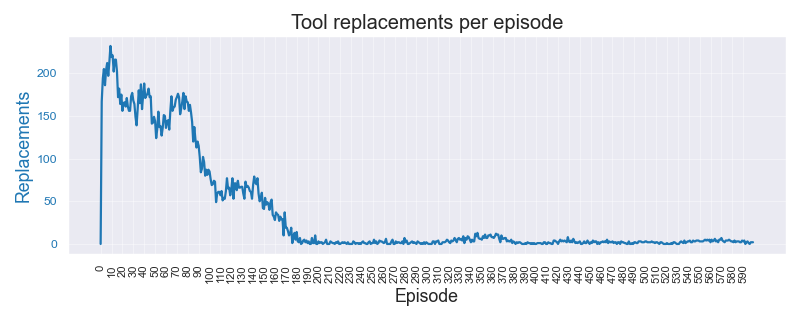 Tool replacements per episode
Replacements
200
150
100
50
0
0 10 20 30 40 50 60 70 80 90 100 110 120 130 140 150 160 170 180 190 200 210 220 230 240 250 260 270 280 290 300 310 320 330 340 350 360 370 380 390 400 410 420 430 440 450 460 470 480 490 500 510 520 530 540 550 560 570 580 590
Episode